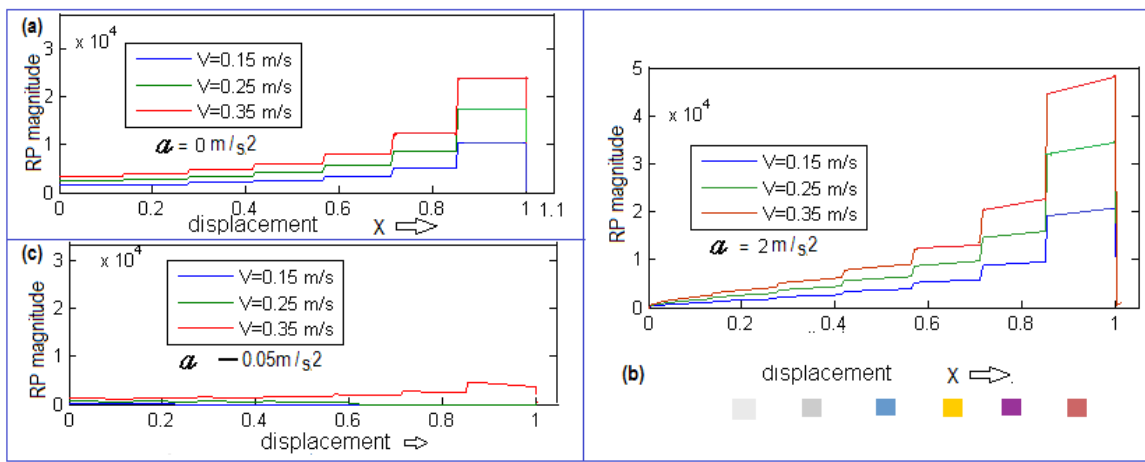 (a)
x 10^4
3
2
1
0
RP magnitude
V=0.15 m/s
V=0.25 m/s
V=0.35 m/s
a = 0 m/s.2
0 0.2 0.4 0.6 0.8 1 1.1
displacement X ⇒
(c)
x 10^4
3
2
1
0
RP magnitude
V=0.15 m/s
V=0.25 m/s
V=0.35 m/s
a — 0.05m/s.2
0 0.2 0.4 0.6 0.8 1
displacement ⇒
5
x 10^4
4
3
2
1
0
RP magnitude
V=0.15 m/s
V=0.25 m/s
V=0.35 m/s
a = 2 m/s.2
0 0.2 0.4 0.6 0.8 1
(b) displacement X ⇒.